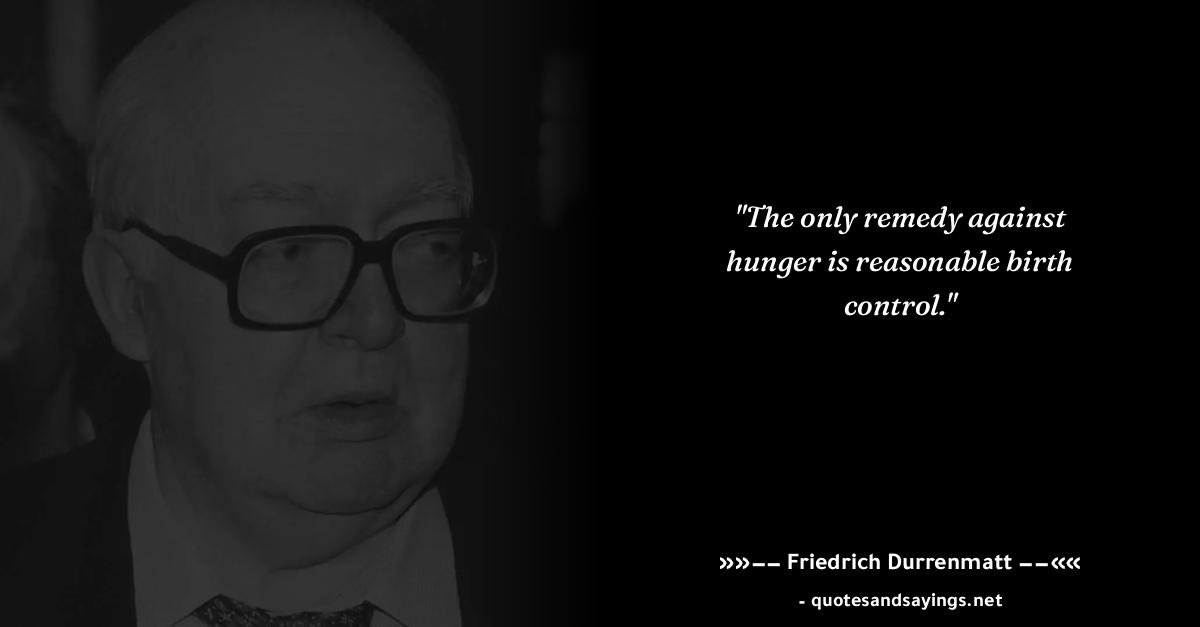 "The only remedy against
hunger is reasonable birth
control."
»»−− Friedrich Durrenmatt −−««
- quotesandsayings.net